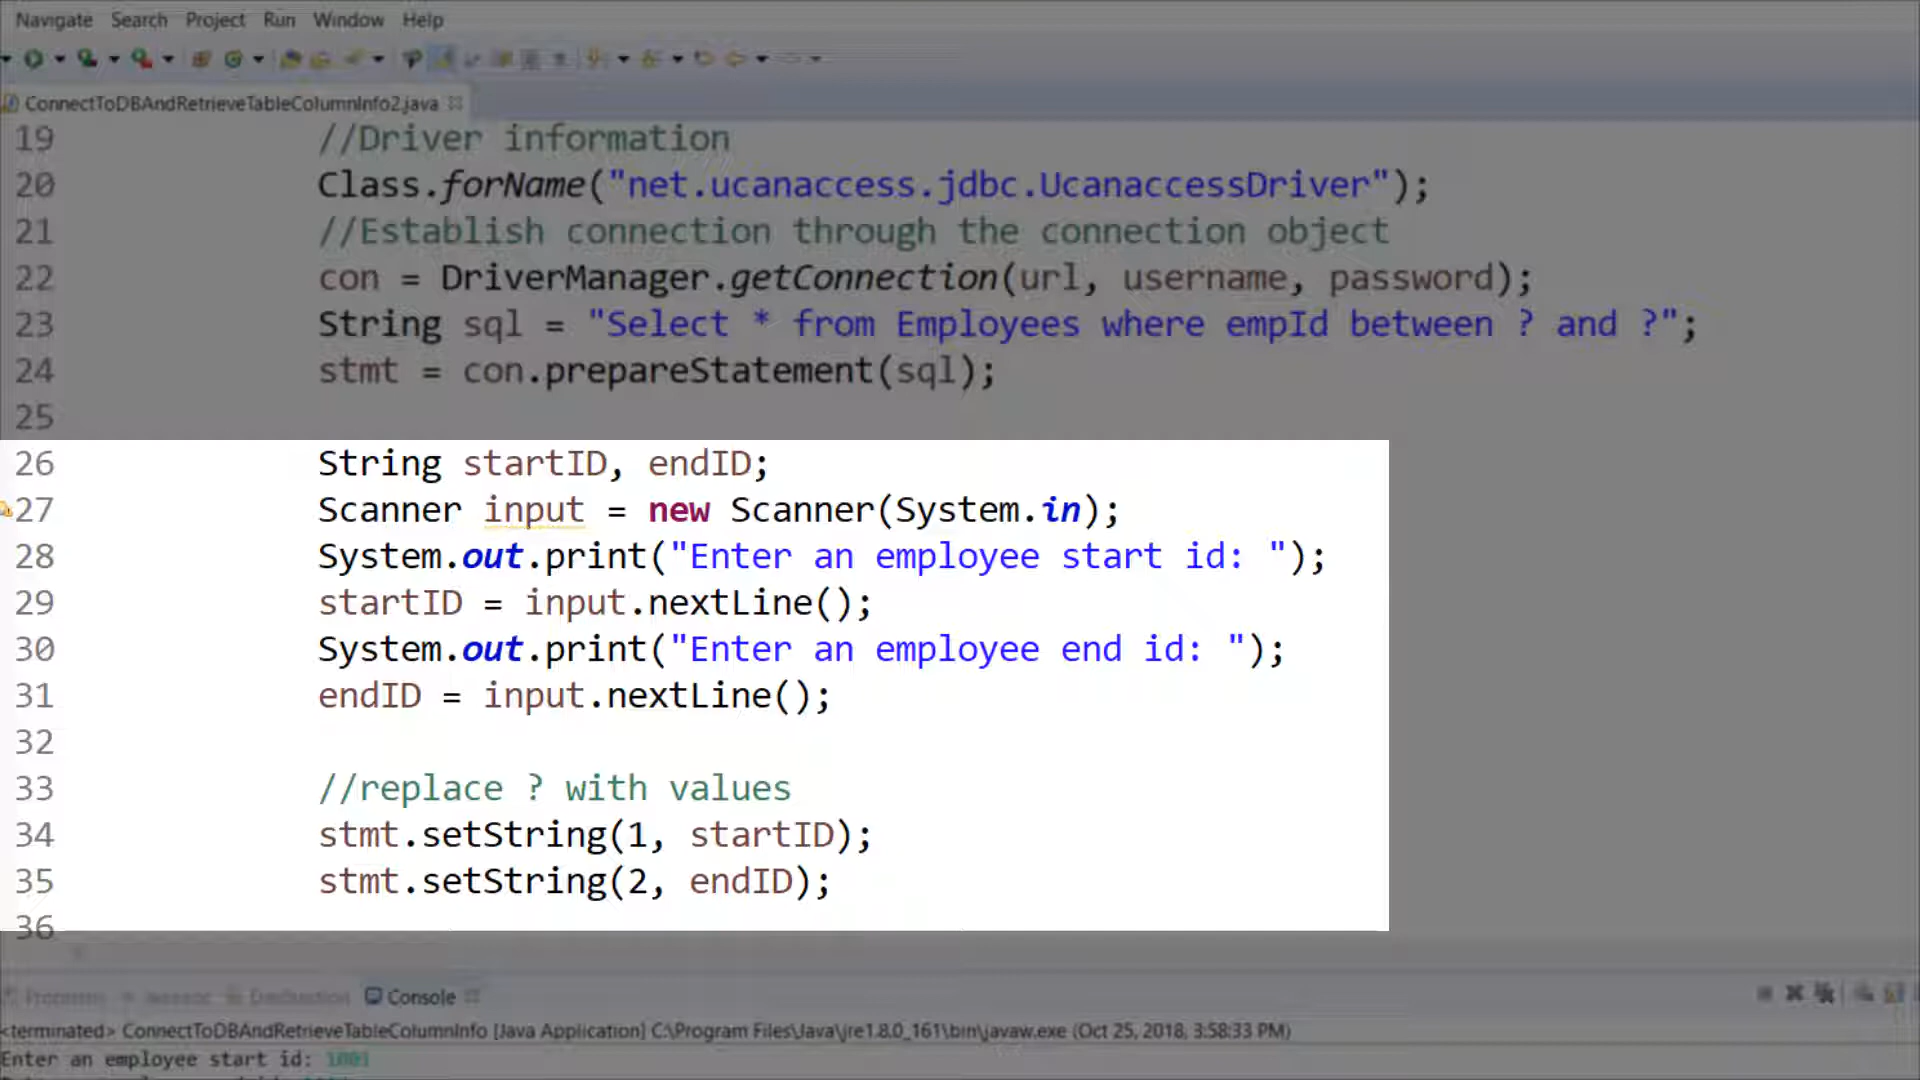 Navigate Search Project Run Window Help
ConnectToDBAndRetrieveTableColumnInfo2.java
19 //Driver information
20 Class.forName("net.ucanaccess.jdbc.UcanaccessDriver");
21 //Establish connection through the connection object
22 con = DriverManager.getConnection(url, username, password);
23 String sql = "Select * from Employees where empId between ? and ?";
24 stmt = con.prepareStatement(sql);
25
26 String startID, endID;
27 Scanner input = new Scanner(System.in);
28 System.out.print("Enter an employee start id: ");
29 startID = input.nextLine();
30 System.out.print("Enter an employee end id: ");
31 endID = input.nextLine();
32
33 //replace ? with values
34 stmt.setString(1, startID);
35 stmt.setString(2, endID);
36
Console
<terminated> ConnectToDBAndRetrieveTableColumnInfo [Java Application] C:\Program Files\Java\jre1.8.0_161\bin\javaw.exe (Oct 25, 2018, 3:58:33 PM)
Enter an employee start id: 1001